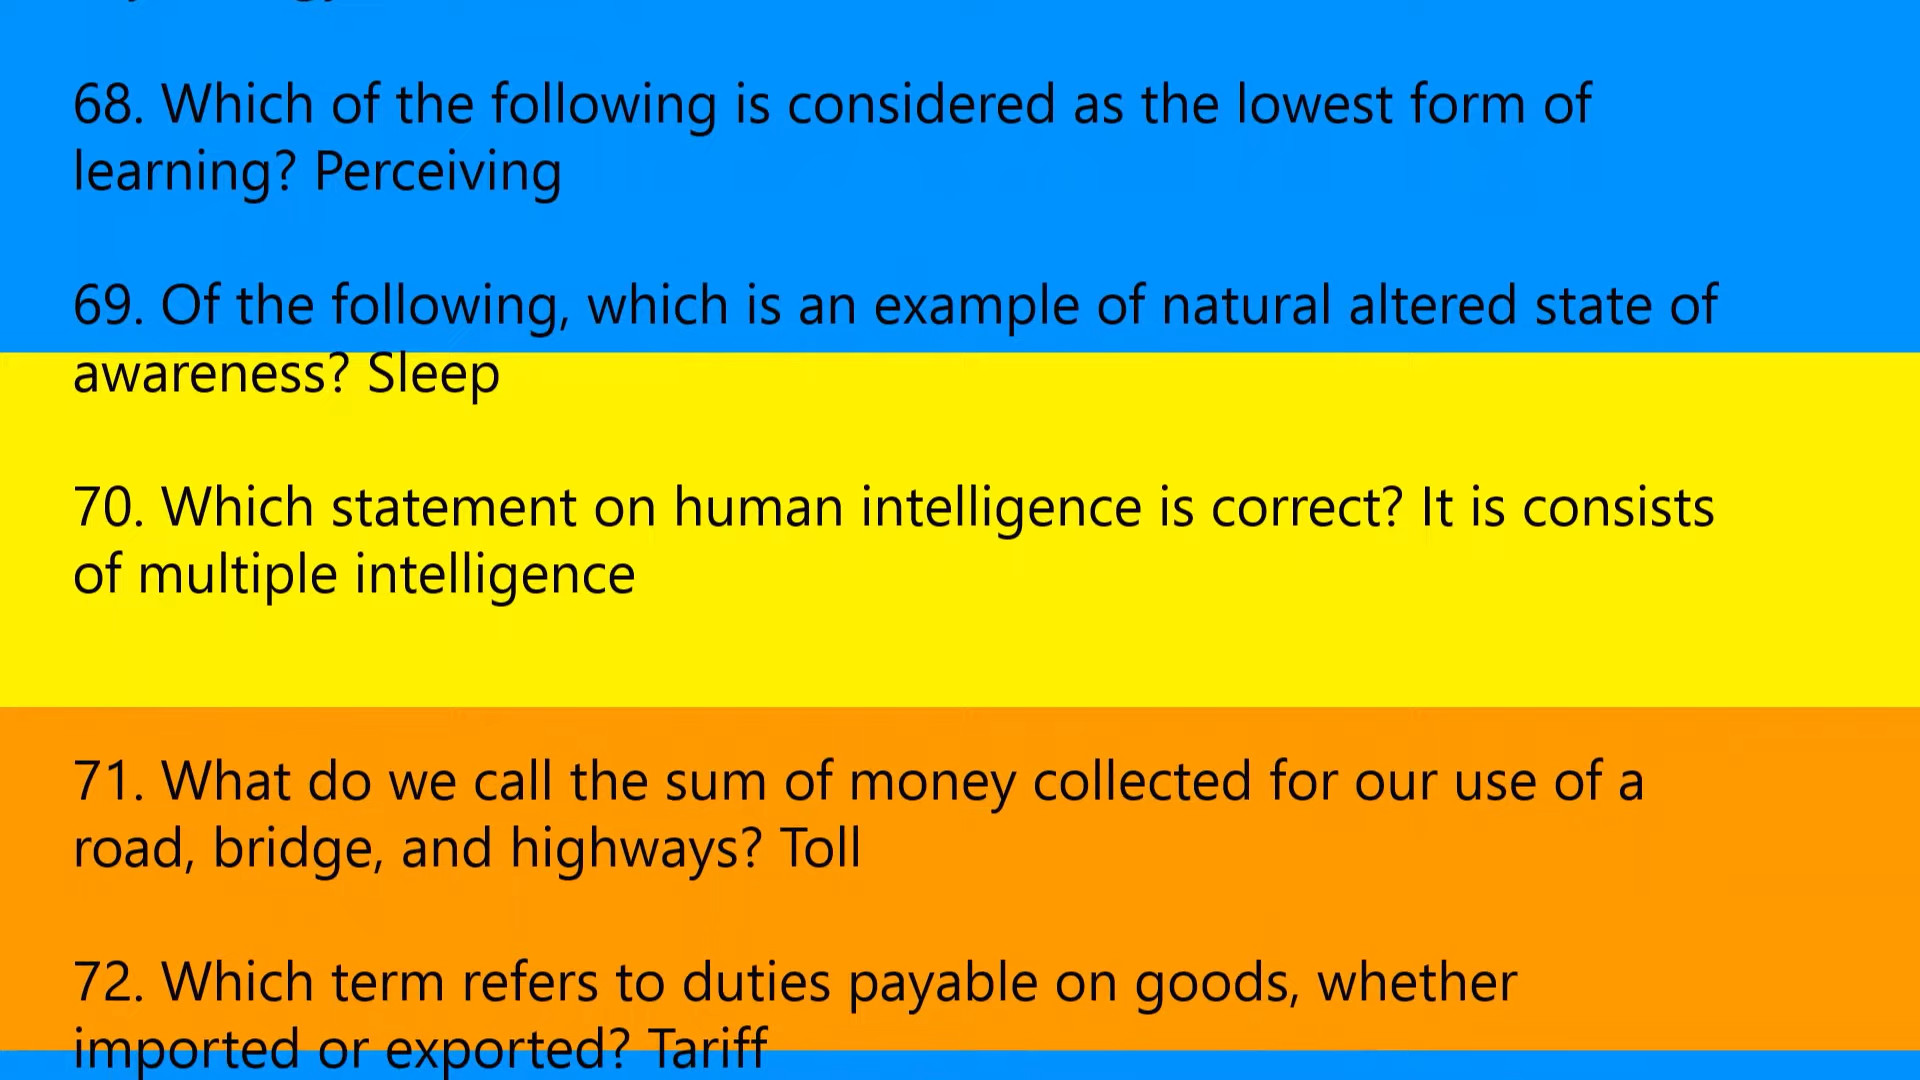 68. Which of the following is considered as the lowest form of
learning? Perceiving
69. Of the following, which is an example of natural altered state of
awareness? Sleep
70. Which statement on human intelligence is correct? It is consists
of multiple intelligence
71. What do we call the sum of money collected for our use of a
road, bridge, and highways? Toll
72. Which term refers to duties payable on goods, whether
imported or exported? Tariff